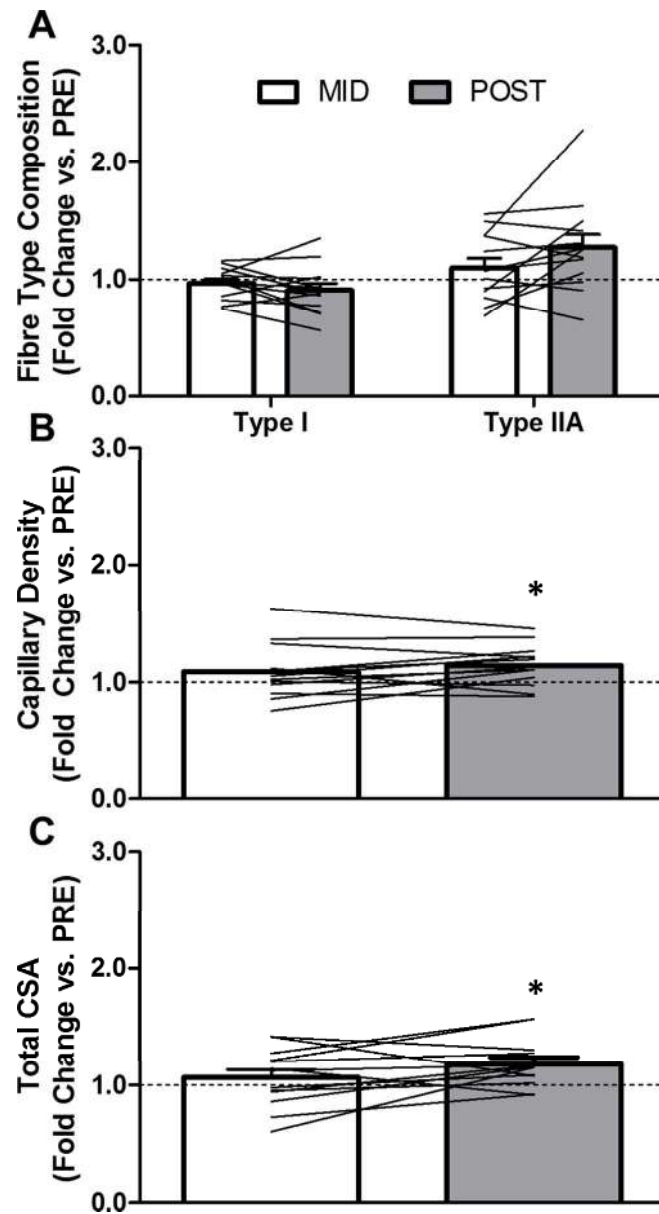 A
Fibre Type Composition
(Fold Change vs. PRE)
3.0
2.0
1.0
0.0
MID
POST
Type I
Type IIA
B
Capillary Density
(Fold Change vs. PRE)
3.0
2.0
1.0
0.0
*
C
Total CSA
(Fold Change vs. PRE)
3.0
2.0
1.0
0.0
*